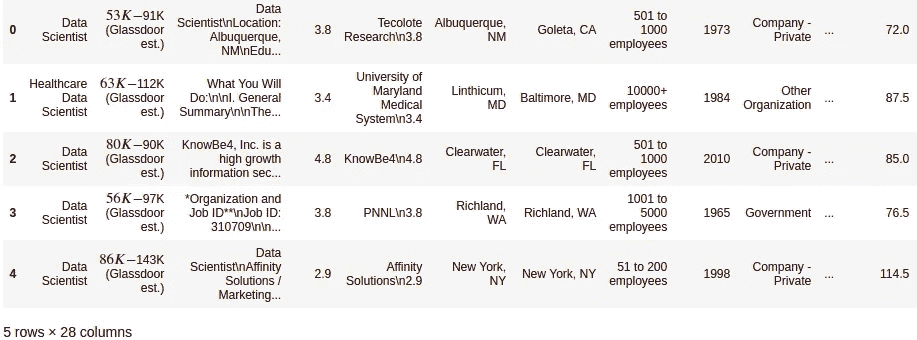 0 Data Scientist 53K−91K (Glassdoor est.) Data Scientist\nLocation: Albuquerque, NM\nEdu... 3.8 Tecolote Research\n3.8 Albuquerque, NM Goleta, CA 501 to 1000 employees 1973 Company - Private ... 72.0
1 Healthcare Data Scientist 63K−112K (Glassdoor est.) What You Will Do:\n\nI. General Summary\n\nThe... 3.4 University of Maryland Medical System\n3.4 Linthicum, MD Baltimore, MD 10000+ employees 1984 Other Organization ... 87.5
2 Data Scientist 80K−90K (Glassdoor est.) KnowBe4, Inc. is a high growth information sec... 4.8 KnowBe4\n4.8 Clearwater, FL Clearwater, FL 501 to 1000 employees 2010 Company - Private ... 85.0
3 Data Scientist 56K−97K (Glassdoor est.) *Organization and Job ID**\nJob ID: 310709\n\n... 3.8 PNNL\n3.8 Richland, WA Richland, WA 1001 to 5000 employees 1965 Government ... 76.5
4 Data Scientist 86K−143K (Glassdoor est.) Data Scientist\nAffinity Solutions / Marketing... 2.9 Affinity Solutions\n2.9 New York, NY New York, NY 51 to 200 employees 1998 Company - Private ... 114.5
5 rows × 28 columns